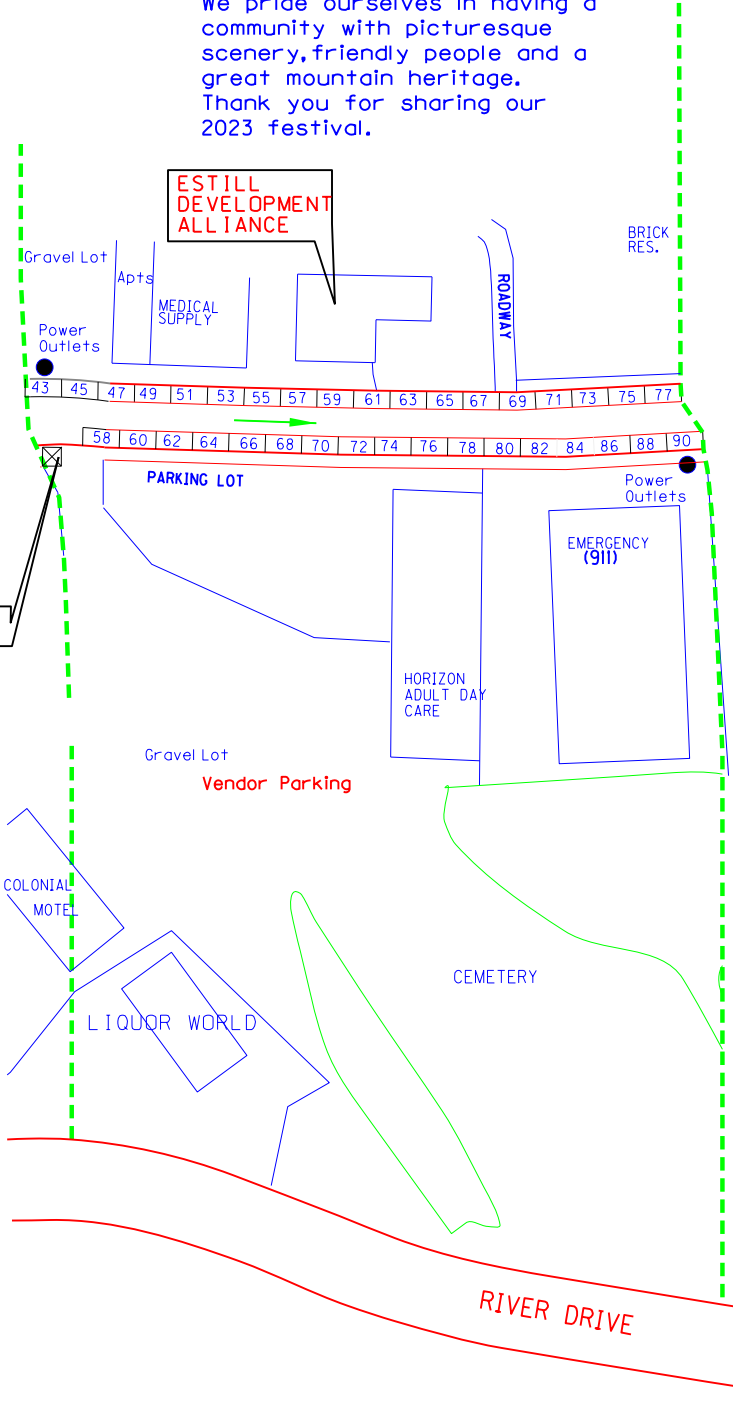 We pride ourselves in having a
community with picturesque
scenery,friendly people and a
great mountain heritage.
Thank you for sharing our
2023 festival.
ESTILL
DEVELOPMENT
ALLIANCE
BRICK
RES.
Gravel Lot
Apts
MEDICAL
SUPPLY
ROADWAY
Power
Outlets
43 45 47 49 51 53 55 57 59 61 63 65 67 69 71 73 75 77
58 60 62 64 66 68 70 72 74 76 78 80 82 84 86 88 90
PARKING LOT
Power
Outlets
EMERGENCY
(911)
HORIZON
ADULT DAY
CARE
Gravel Lot
Vendor Parking
COLONIAL
MOTEL
CEMETERY
LIQUOR WORLD
RIVER DRIVE